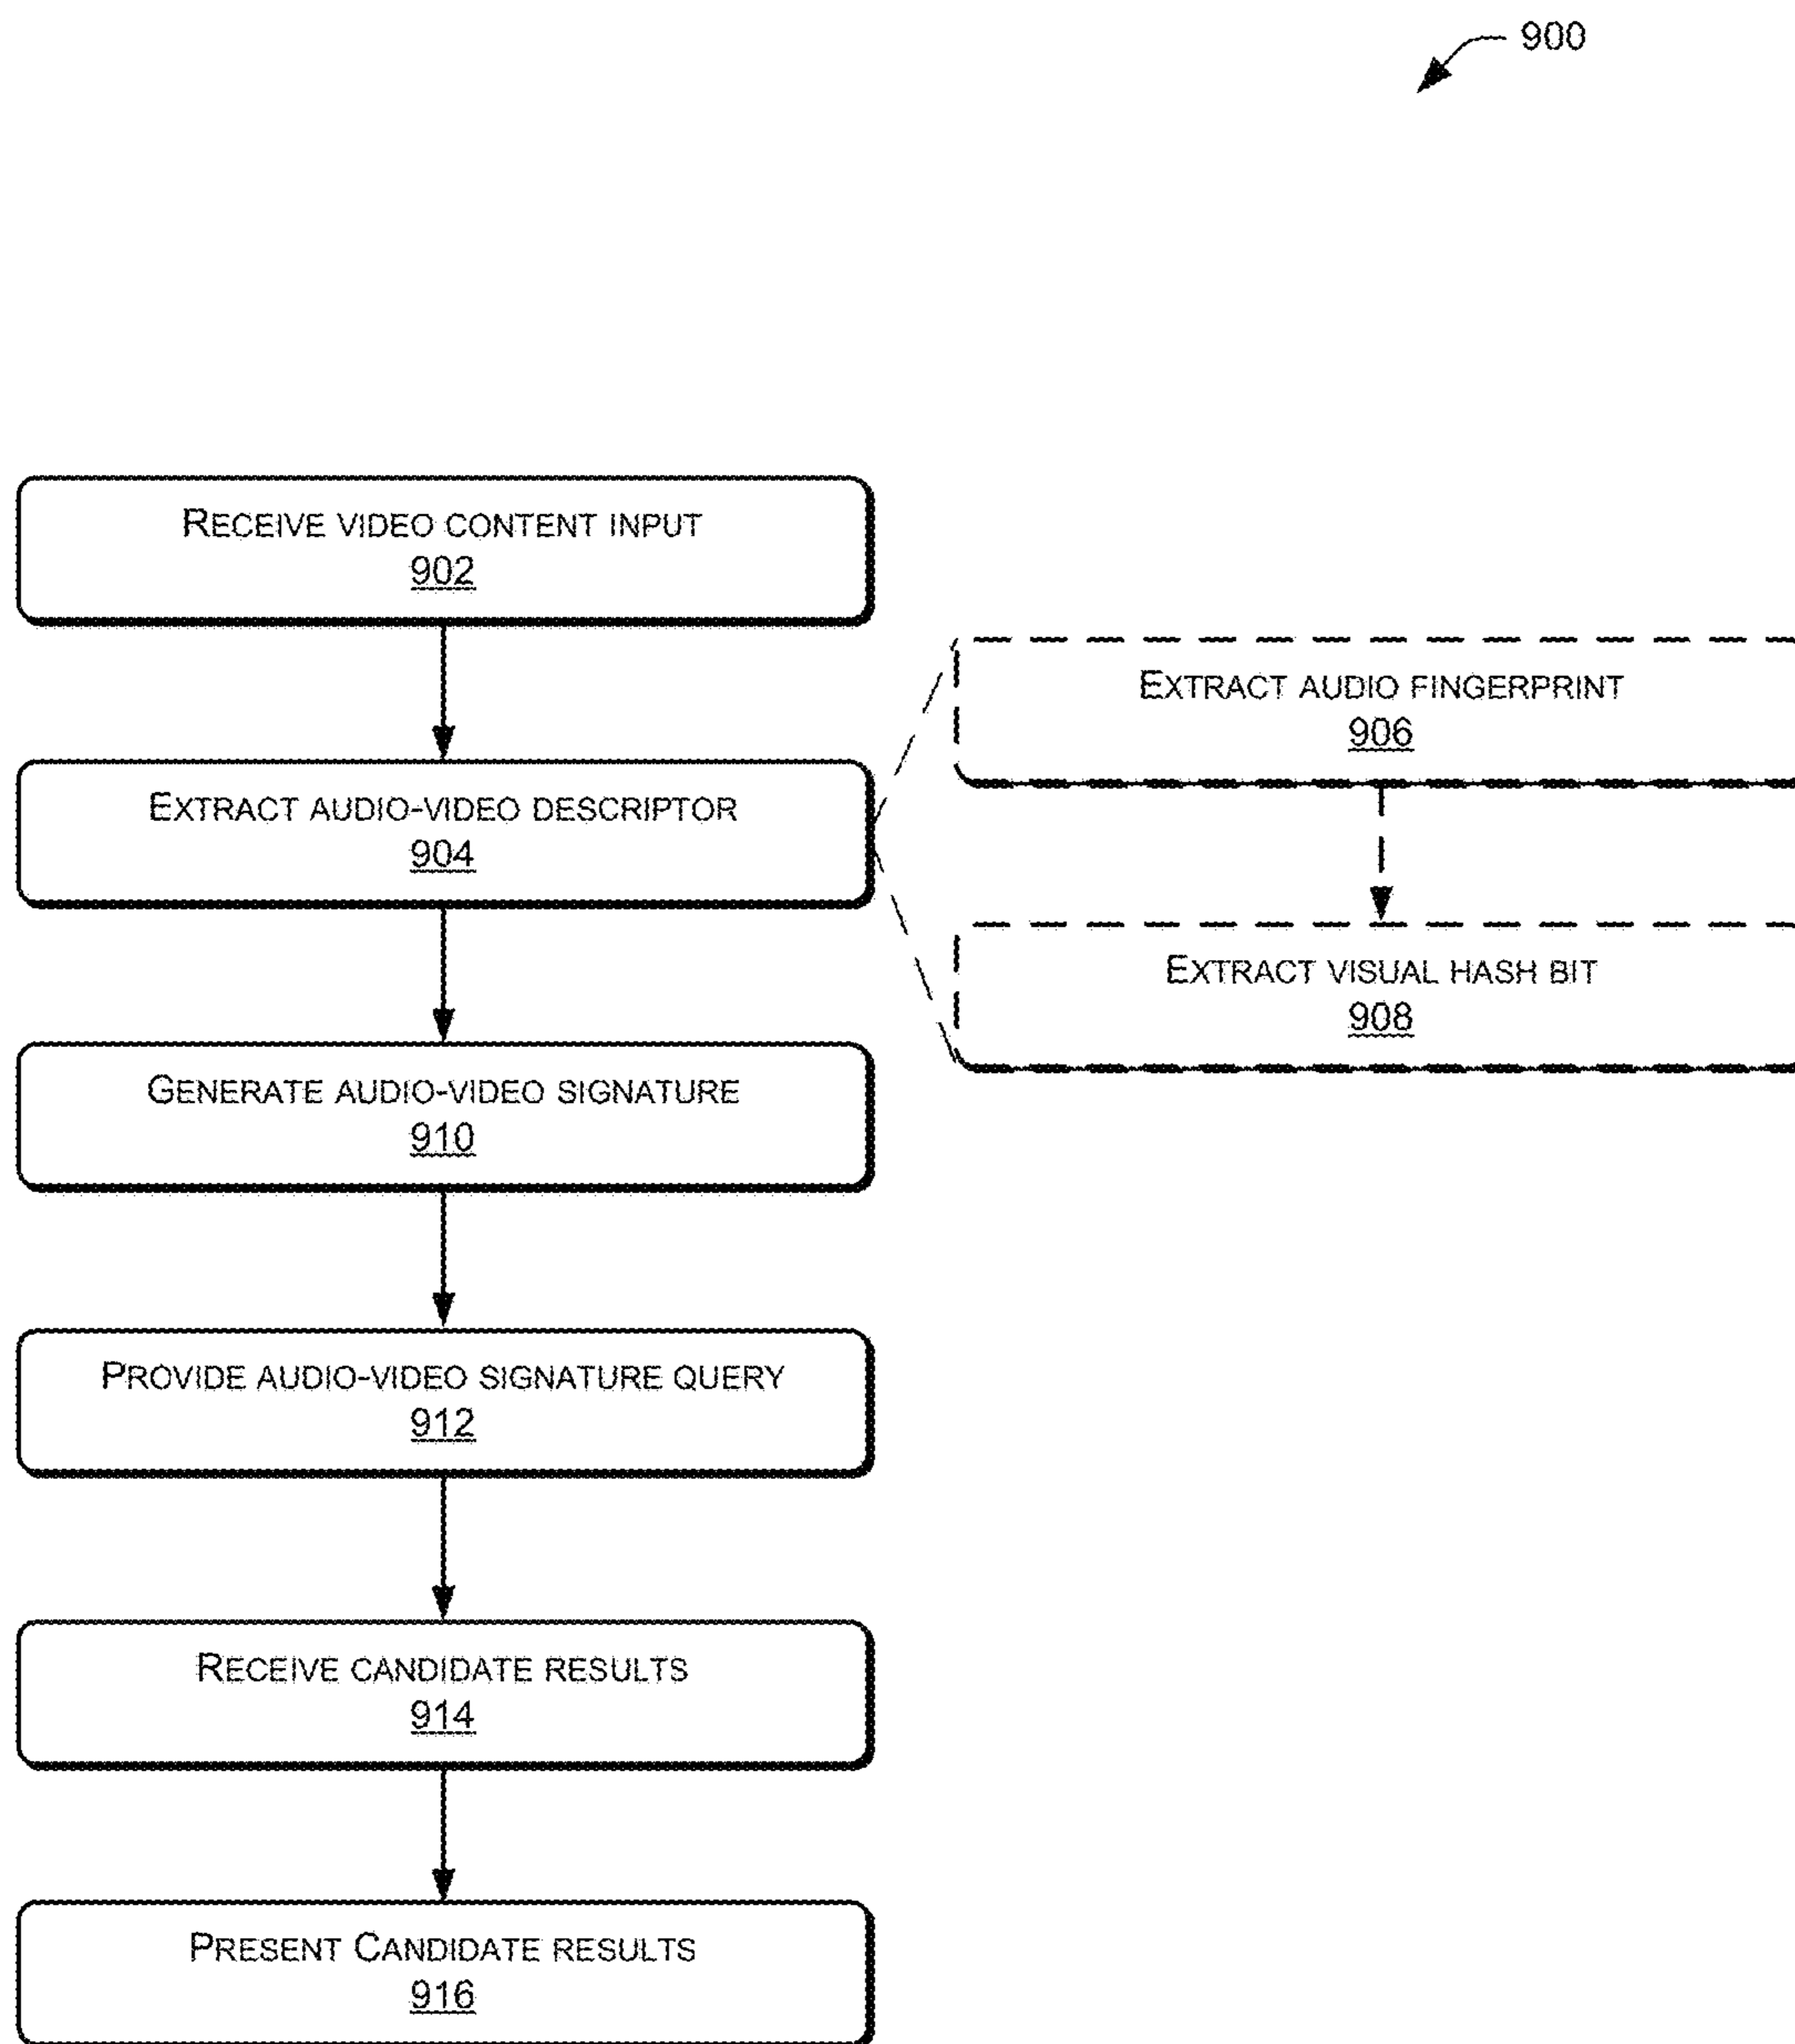 900
RECEIVE VIDEO CONTENT INPUT
902
EXTRACT AUDIO-VIDEO DESCRIPTOR
904
EXTRACT AUDIO FINGERPRINT
906
EXTRACT VISUAL HASH BIT
908
GENERATE AUDIO-VIDEO SIGNATURE
910
PROVIDE AUDIO-VIDEO SIGNATURE QUERY
912
RECEIVE CANDIDATE RESULTS
914
PRESENT CANDIDATE RESULTS
916